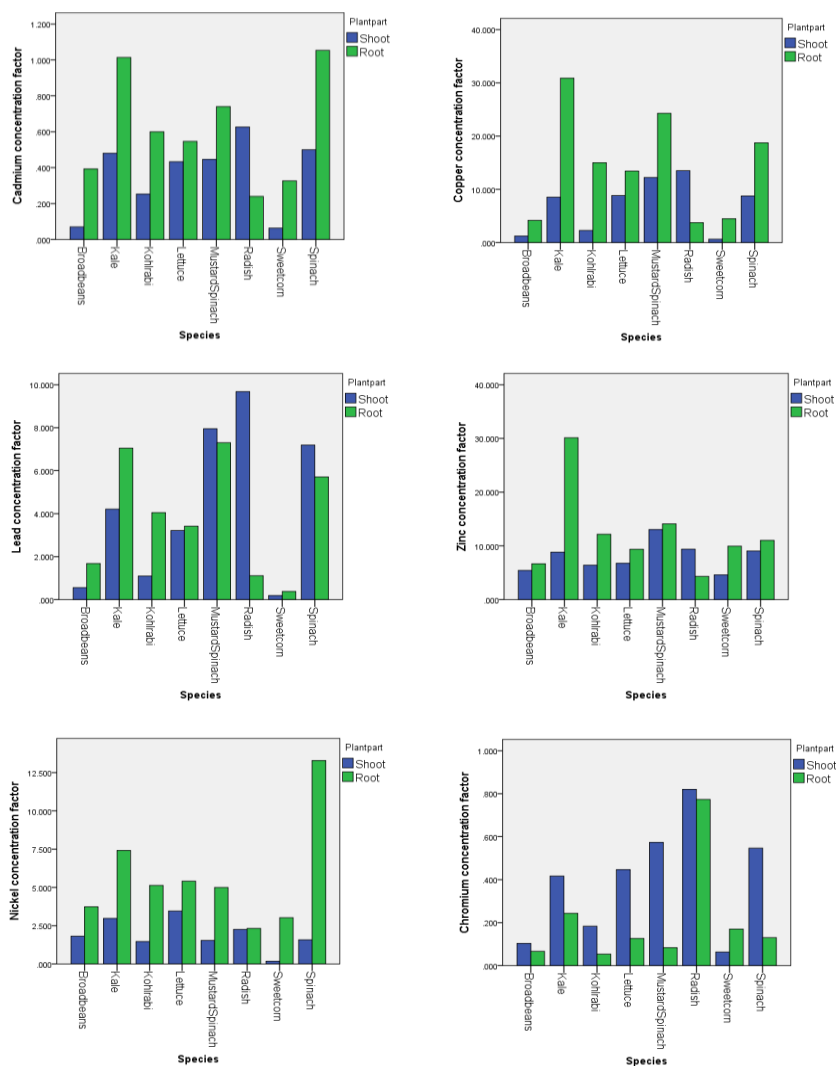 Cadmium concentration factor
1.200
1.000
.800
.600
.400
.200
.000
Broadbeans
Kale
Kohlrabi
Lettuce
MustardSpinach
Radish
Sweetcorn
Spinach
Species
Plantpart
Shoot
Root
Copper concentration factor
40.000
30.000
20.000
10.000
.000
Broadbeans
Kale
Kohlrabi
Lettuce
MustardSpinach
Radish
Sweetcorn
Spinach
Species
Plantpart
Shoot
Root
Lead concentration factor
10.000
8.000
6.000
4.000
2.000
.000
Broadbeans
Kale
Kohlrabi
Lettuce
MustardSpinach
Radish
Sweetcorn
Spinach
Species
Plantpart
Shoot
Root
Zinc concentration factor
40.000
30.000
20.000
10.000
.000
Broadbeans
Kale
Kohlrabi
Lettuce
MustardSpinach
Radish
Sweetcorn
Spinach
Species
Plantpart
Shoot
Root
Nickel concentration factor
12.500
10.000
7.500
5.000
2.500
.000
Broadbeans
Kale
Kohlrabi
Lettuce
MustardSpinach
Radish
Sweetcorn
Spinach
Species
Plantpart
Shoot
Root
Chromium concentration factor
1.000
.800
.600
.400
.200
.000
Broadbeans
Kale
Kohlrabi
Lettuce
MustardSpinach
Radish
Sweetcorn
Spinach
Species
Plantpart
Shoot
Root